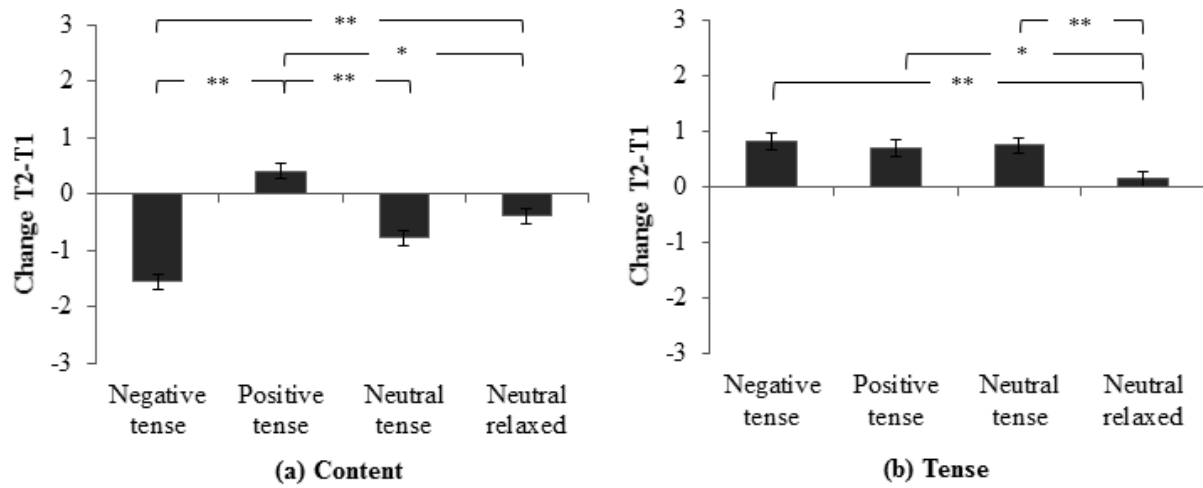 3
2
1
0
-1
-2
-3
Change T2-T1
**
*
** **
Negative tense
Positive tense
Neutral tense
Neutral relaxed
(a) Content
3
2
1
0
-1
-2
-3
Change T2-T1
**
*
**
Negative tense
Positive tense
Neutral tense
Neutral relaxed
(b) Tense